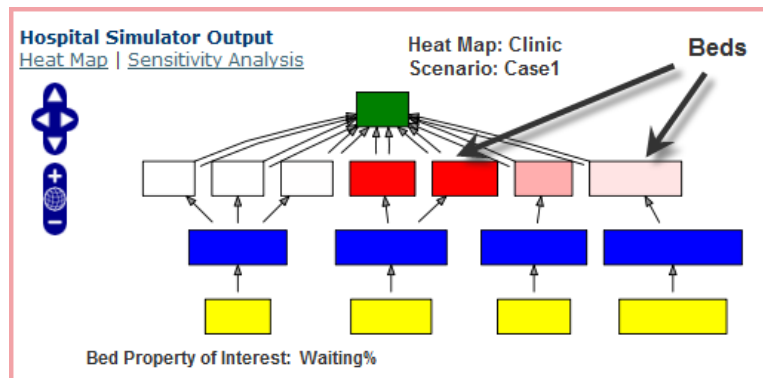 Hospital Simulator Output
Heat Map | Sensitivity Analysis
Heat Map: Clinic
Scenario: Case1
Beds
Bed Property of Interest: Waiting%